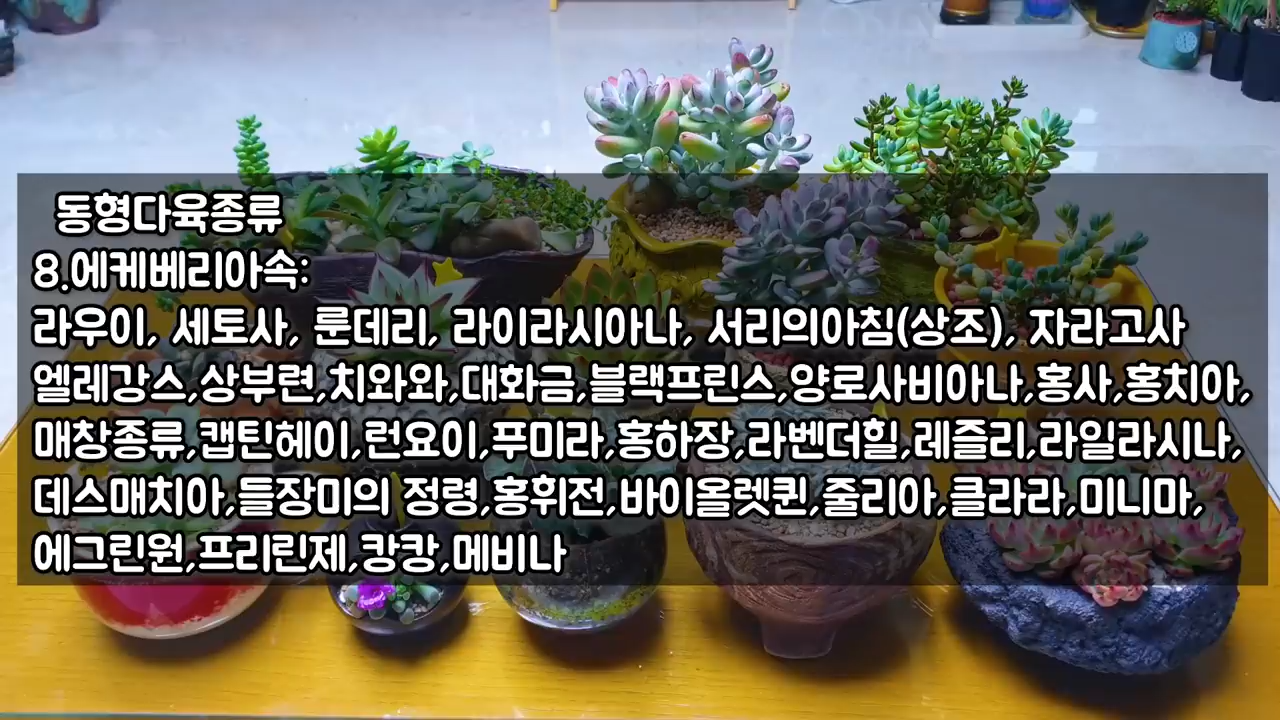 동형다육종류
8.에케베리아속:
라우이, 세토사, 룬데리, 라이라시아나, 서리의아침(상조), 자라고사
엘레강스,상부련,치와와,대화금,블랙프린스,양로사비아나,홍사,홍치아,
매창종류,캡틴헤이,런요이,푸미라,홍하장,라벤더힐,레즐리,라일라시나,
데스매치아,들장미의 정령,홍휘전,바이올렛퀸,줄리아,클라라,미니마,
에그린원,프리린제,캉캉,메비나